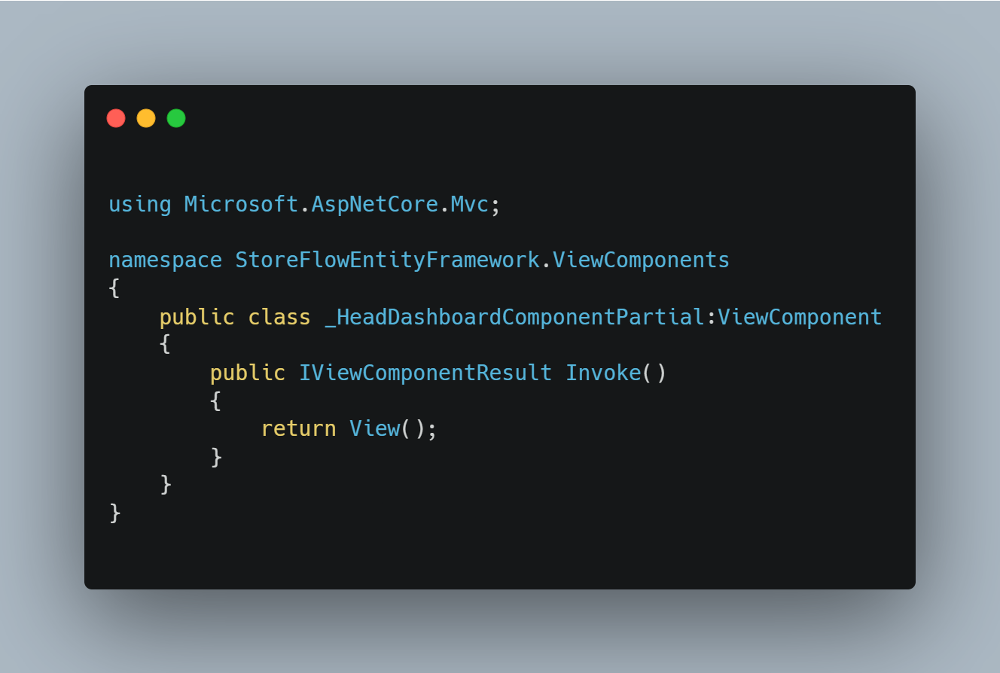 using Microsoft.AspNetCore.Mvc;

namespace StoreFlowEntityFramework.ViewComponents
{
    public class _HeadDashboardComponentPartial:ViewComponent
    {
        public IViewComponentResult Invoke()
        {
            return View();
        }
    }
}